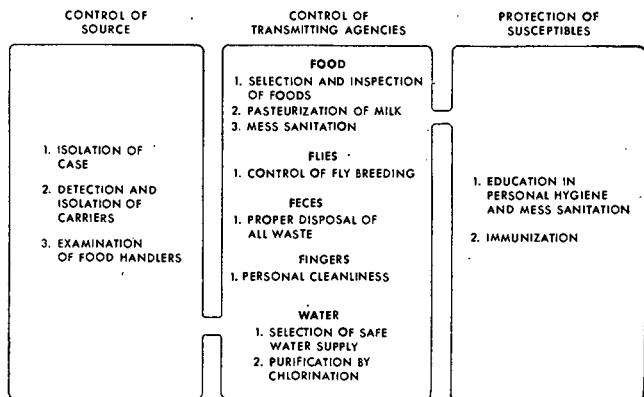 CONTROL OF
SOURCE
1. ISOLATION OF
CASE
2. DETECTION AND
ISOLATION OF
CARRIERS
3. EXAMINATION
OF FOOD HANDLERS
CONTROL OF
TRANSMITTING AGENCIES
FOOD
1. SELECTION AND INSPECTION
OF FOODS
2. PASTEURIZATION OF MILK
3. MESS SANITATION
FLIES
1. CONTROL OF FLY BREEDING
FECES
1. PROPER DISPOSAL OF
ALL WASTE
FINGERS
1. PERSONAL CLEANLINESS
WATER
1. SELECTION OF SAFE
WATER SUPPLY
2. PURIFICATION BY
CHLORINATION
PROTECTION OF
SUSCEPTIBLES
1. EDUCATION IN
PERSONAL HYGIENE
AND MESS SANITATION
2. IMMUNIZATION